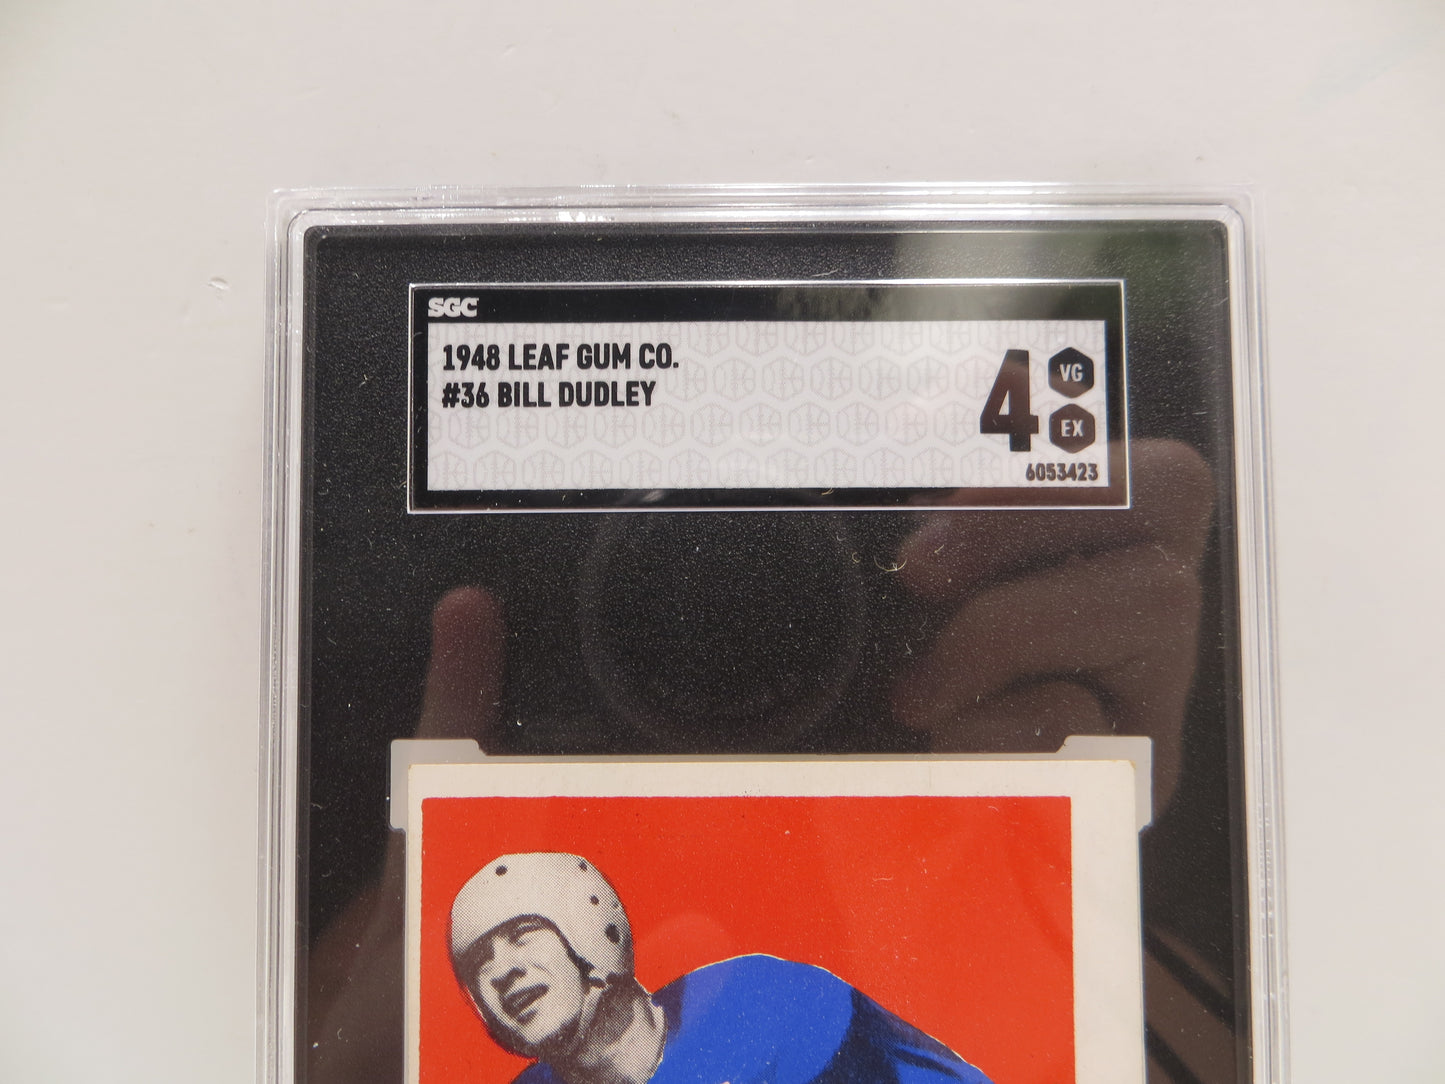 SGC
1948 LEAF GUM CO.
#36 BILL DUDLEY
4
VG
EX
6053423